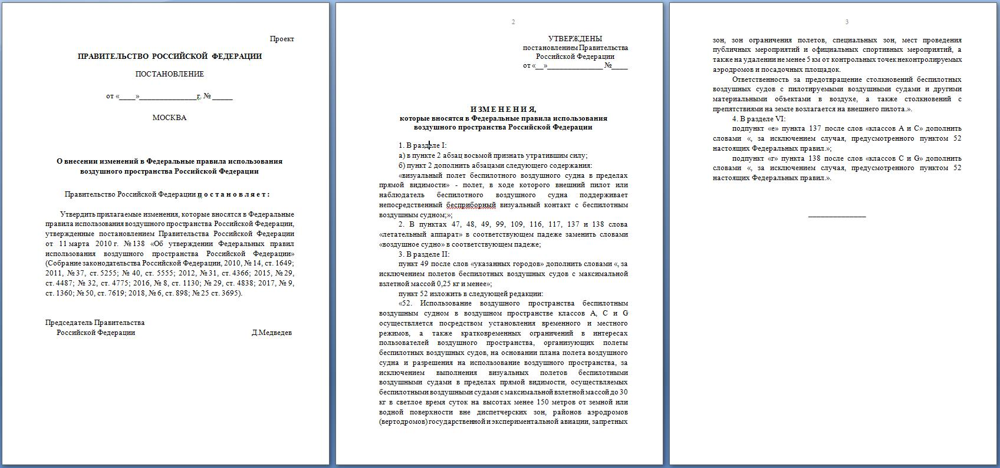 Проект
ПРАВИТЕЛЬСТВО РОССИЙСКОЙ ФЕДЕРАЦИИ
ПОСТАНОВЛЕНИЕ
от «____»______________г. № _____
МОСКВА
О внесении изменений в Федеральные правила использования
воздушного пространства Российской Федерации
Правительство Российской Федерации п о с т а н о в л я е т :
Утвердить прилагаемые изменения, которые вносятся в Федеральные
правила использования воздушного пространства Российской Федерации,
утвержденные постановлением Правительства Российской Федерации
от 11 марта 2010 г. № 138 «Об утверждении Федеральных правил
использования воздушного пространства Российской Федерации»
(Собрание законодательства Российской Федерации, 2010, № 14, ст. 1649;
2011, № 37, ст. 5255; № 40, ст. 5555; 2012, № 31, ст. 4366; 2015, № 29,
ст. 4487; № 32, ст. 4775; 2016, № 8, ст. 1130; № 29, ст. 4838; 2017, № 9,
ст. 1360; № 50, ст. 7619; 2018, № 6, ст. 898; № 25 ст. 3695).
Председатель Правительства
Российской Федерации Д.Медведев
2
УТВЕРЖДЕНЫ
постановлением Правительства
Российской Федерации
от «__»______________ №____
И З М Е Н Е Н И Я,
которые вносятся в Федеральные правила использования
воздушного пространства Российской Федерации
1. В разделе I:
а) в пункте 2 абзац восьмой признать утратившим силу;
б) пункт 2 дополнить абзацами следующего содержания:
«визуальный полет беспилотного воздушного судна в пределах
прямой видимости» - полет, в ходе которого внешний пилот или
наблюдатель беспилотного воздушного судна поддерживает
непосредственный бесприборный визуальный контакт с беспилотным
воздушным судном;»;
2. В пунктах 47, 48, 49, 99, 109, 116, 117, 137 и 138 слова
«летательный аппарат» в соответствующем падеже заменить словами
«воздушное судно» в соответствующем падеже;
3. В разделе II:
пункт 49 после слов «указанных городов» дополнить словами «, за
исключением полетов беспилотных воздушных судов с максимальной
взлетной массой 0,25 кг и менее»;
пункт 52 изложить в следующей редакции:
«52. Использование воздушного пространства беспилотным
воздушным судном в воздушном пространстве классов A, C и G
осуществляется посредством установления временного и местного
режимов, а также кратковременных ограничений в интересах
пользователей воздушного пространства, организующих полеты
беспилотных воздушных судов, на основании плана полета воздушного
судна и разрешения на использование воздушного пространства, за
исключением выполнения визуальных полетов беспилотными
воздушными судами в пределах прямой видимости, осуществляемых
беспилотными воздушными судами с максимальной взлетной массой до 30
кг в светлое время суток на высотах менее 150 метров от земной или
водной поверхности вне диспетчерских зон, районов аэродромов
(вертодромов) государственной и экспериментальной авиации, запретных
3
зон, зон ограничения полетов, специальных зон, мест проведения
публичных мероприятий и официальных спортивных мероприятий, а
также на удалении не менее 5 км от контрольных точек неконтролируемых
аэродромов и посадочных площадок.
Ответственность за предотвращение столкновений беспилотных
воздушных судов с пилотируемыми воздушными судами и другими
материальными объектами в воздухе, а также столкновений с
препятствиями на земле возлагается на внешнего пилота.».
4. В разделе VI:
подпункт «е» пункта 137 после слов «классов A и C» дополнить
словами «, за исключением случая, предусмотренного пунктом 52
настоящих Федеральных правил.»;
подпункт «г» пункта 138 после слов «классов C и G» дополнить
словами «, за исключением случая, предусмотренного пунктом 52
настоящих Федеральных правил.».
______________